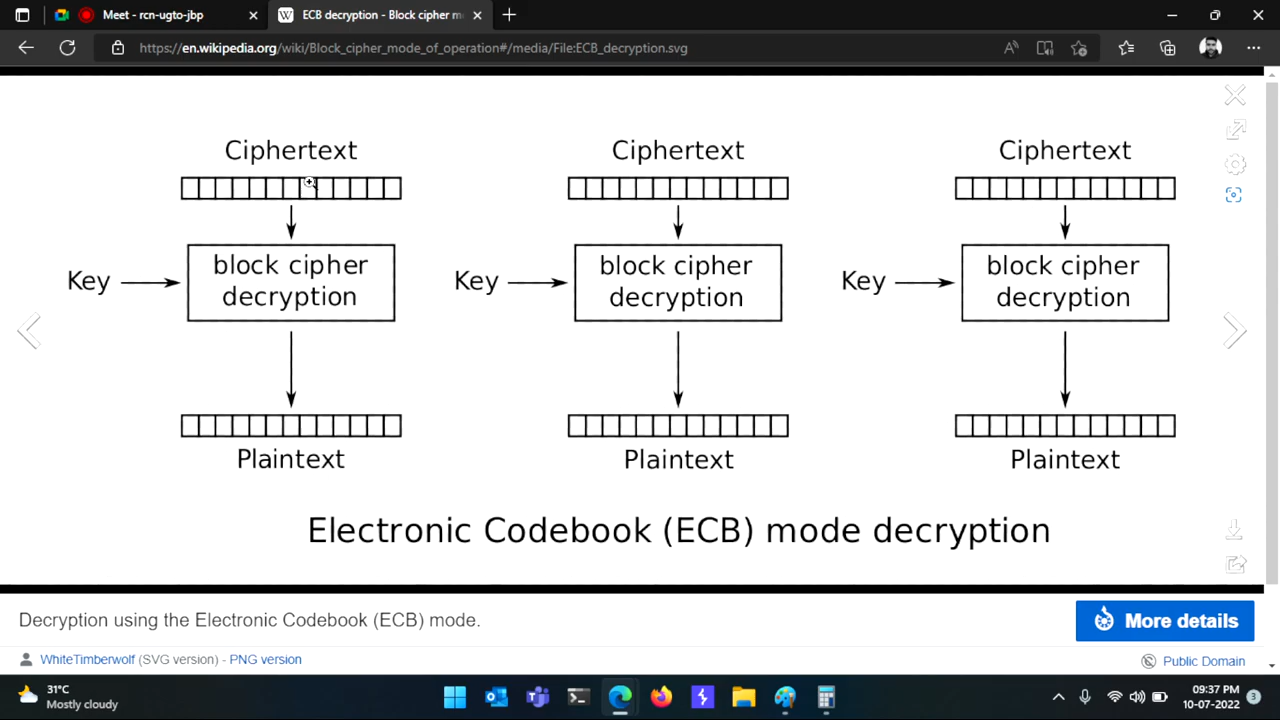 Meet - rcn-ugto-jbp
ECB decryption - Block cipher m
https://en.wikipedia.org/wiki/Block_cipher_mode_of_operation#/media/File:ECB_decryption.svg
Ciphertext Ciphertext Ciphertext
Key block cipher decryption Key block cipher decryption Key block cipher decryption
Plaintext Plaintext Plaintext
Electronic Codebook (ECB) mode decryption
Decryption using the Electronic Codebook (ECB) mode.
More details
WhiteTimberwolf (SVG version) - PNG version
Public Domain
31°C
Mostly cloudy
09:37 PM
10-07-2022
3